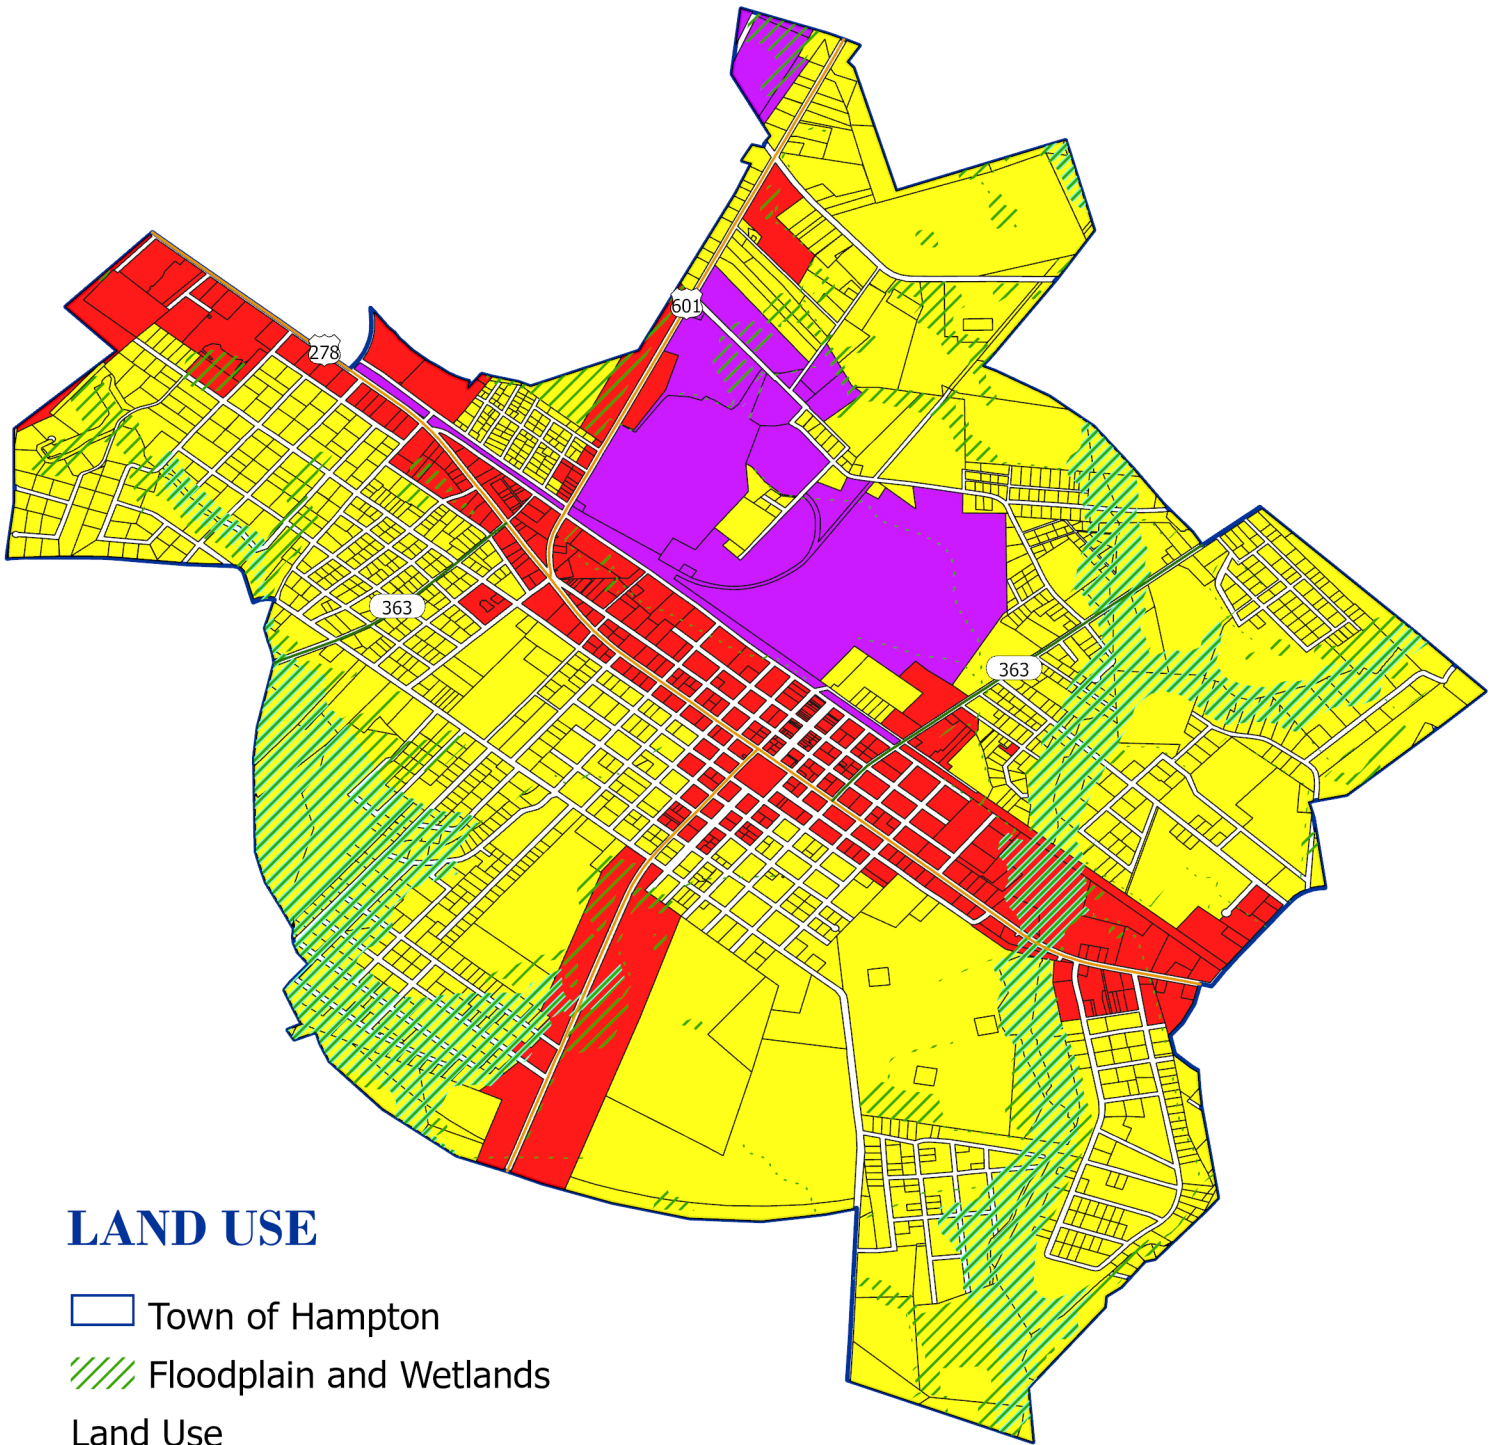 601
278
363
363
LAND USE
Town of Hampton
Floodplain and Wetlands
Land Use